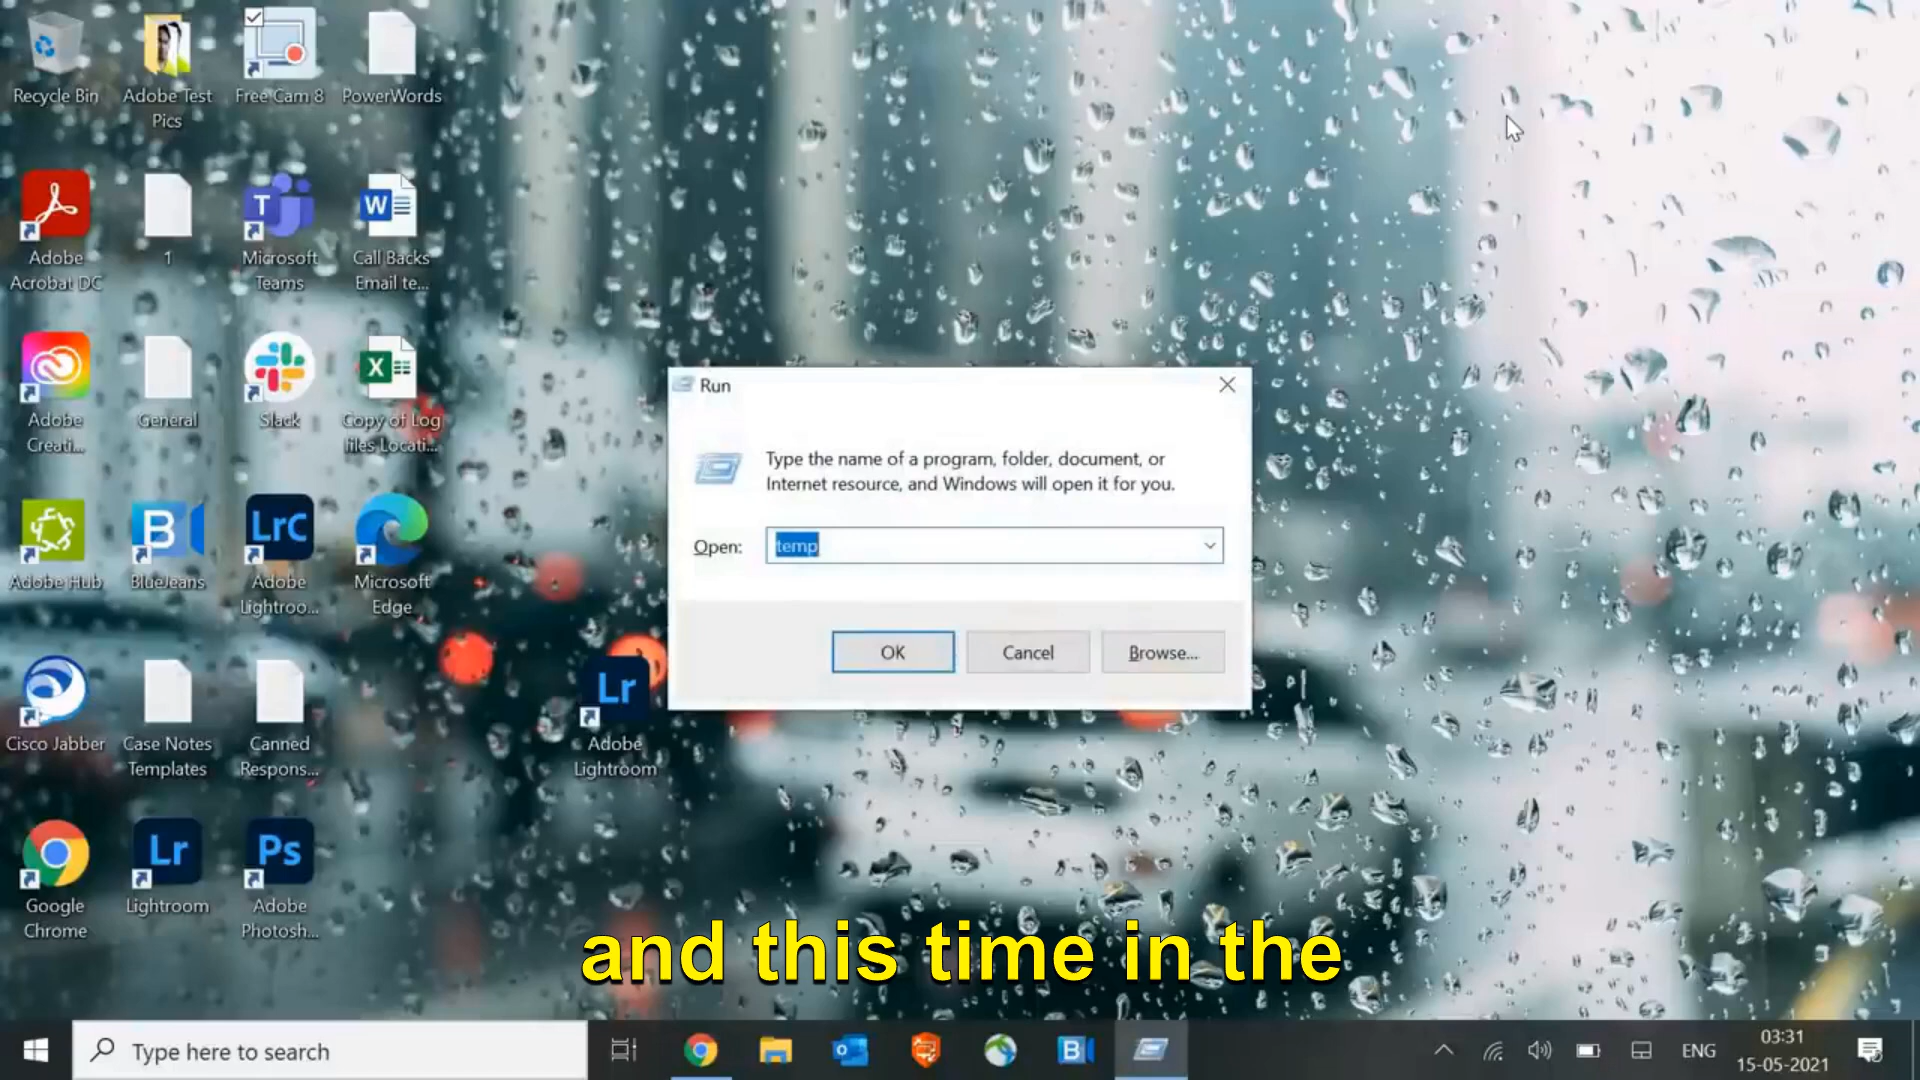 Recycle Bin
Adobe Test
Pics
Free Cam 8
PowerWords
Adobe
Acrobat DC
1
Microsoft
Teams
Call Backs
Email te...
Adobe
Creati...
General
Slack
Copy of Log
files Locati...
Adobe Hub
BlueJeans
Adobe
Lightroo...
Microsoft
Edge
Cisco Jabber
Case Notes
Templates
Canned
Respons...
Adobe
Lightroom
Google
Chrome
Lightroom
Adobe
Photosh...
T
W
X
B
LrC
Lr
Lr
Ps
Run
Type the name of a program, folder, document, or
Internet resource, and Windows will open it for you.
Open:
temp
OK
Cancel
Browse...
and this time in the
Type here to search
B
ENG
03:31
15-05-2021